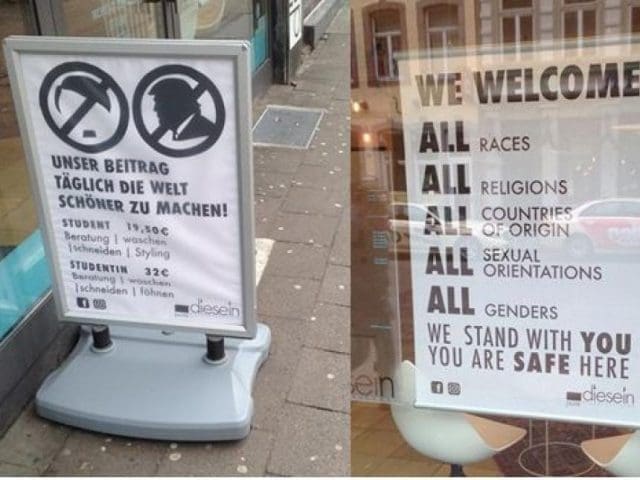 UNSER BEITRAG
TÄGLICH DIE WELT
SCHÖNER ZU MACHEN!
STUDENT 19,50€
Beratung | waschen
|schneiden | Styling
STUDENTIN 32€
Beratung | waschen
|schneiden | föhnen
diesein
WE WELCOME
ALL RACES
ALL RELIGIONS
ALL COUNTRIES OF ORIGIN
ALL SEXUAL ORIENTATIONS
ALL GENDERS
WE STAND WITH YOU
YOU ARE SAFE HERE
diesein
ein